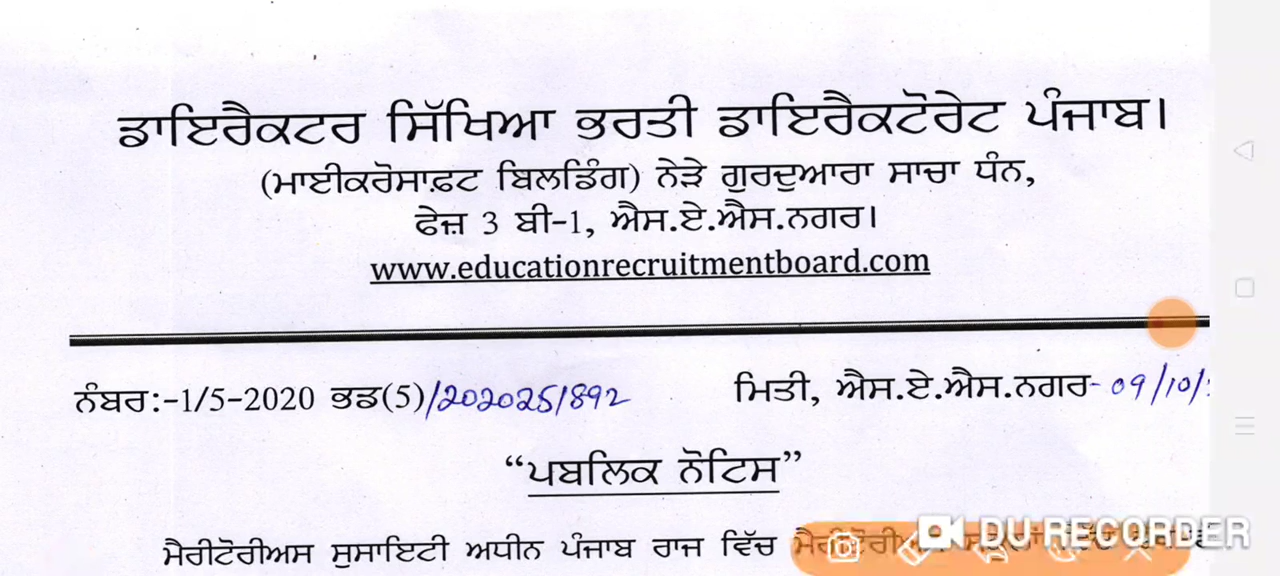 ਡਾਇਰੈਕਟਰ ਸਿੱਖਿਆ ਭਰਤੀ ਡਾਇਰੈਕਟੋਰੇਟ ਪੰਜਾਬ।
(ਮਾਈਕਰੋਸਾਫ਼ਟ ਬਿਲਡਿੰਗ) ਨੇੜੇ ਗੁਰਦੁਆਰਾ ਸਾਚਾ ਧੰਨ,
ਫੇਜ਼ 3 ਬੀ-1, ਐਸ.ਏ.ਐਸ.ਨਗਰ।
www.educationrecruitmentboard.com
ਨੰਬਰ:-1/5-2020 ਭਡ(5)/202025/892 ਮਿਤੀ, ਐਸ.ਏ.ਐਸ.ਨਗਰ- 09/10/
“ਪਬਲਿਕ ਨੋਟਿਸ”
ਮੈਰੀਟੋਰੀਅਸ ਸੁਸਾਇਟੀ ਅਧੀਨ ਪੰਜਾਬ ਰਾਜ ਵਿੱਚ
DU RECORDER